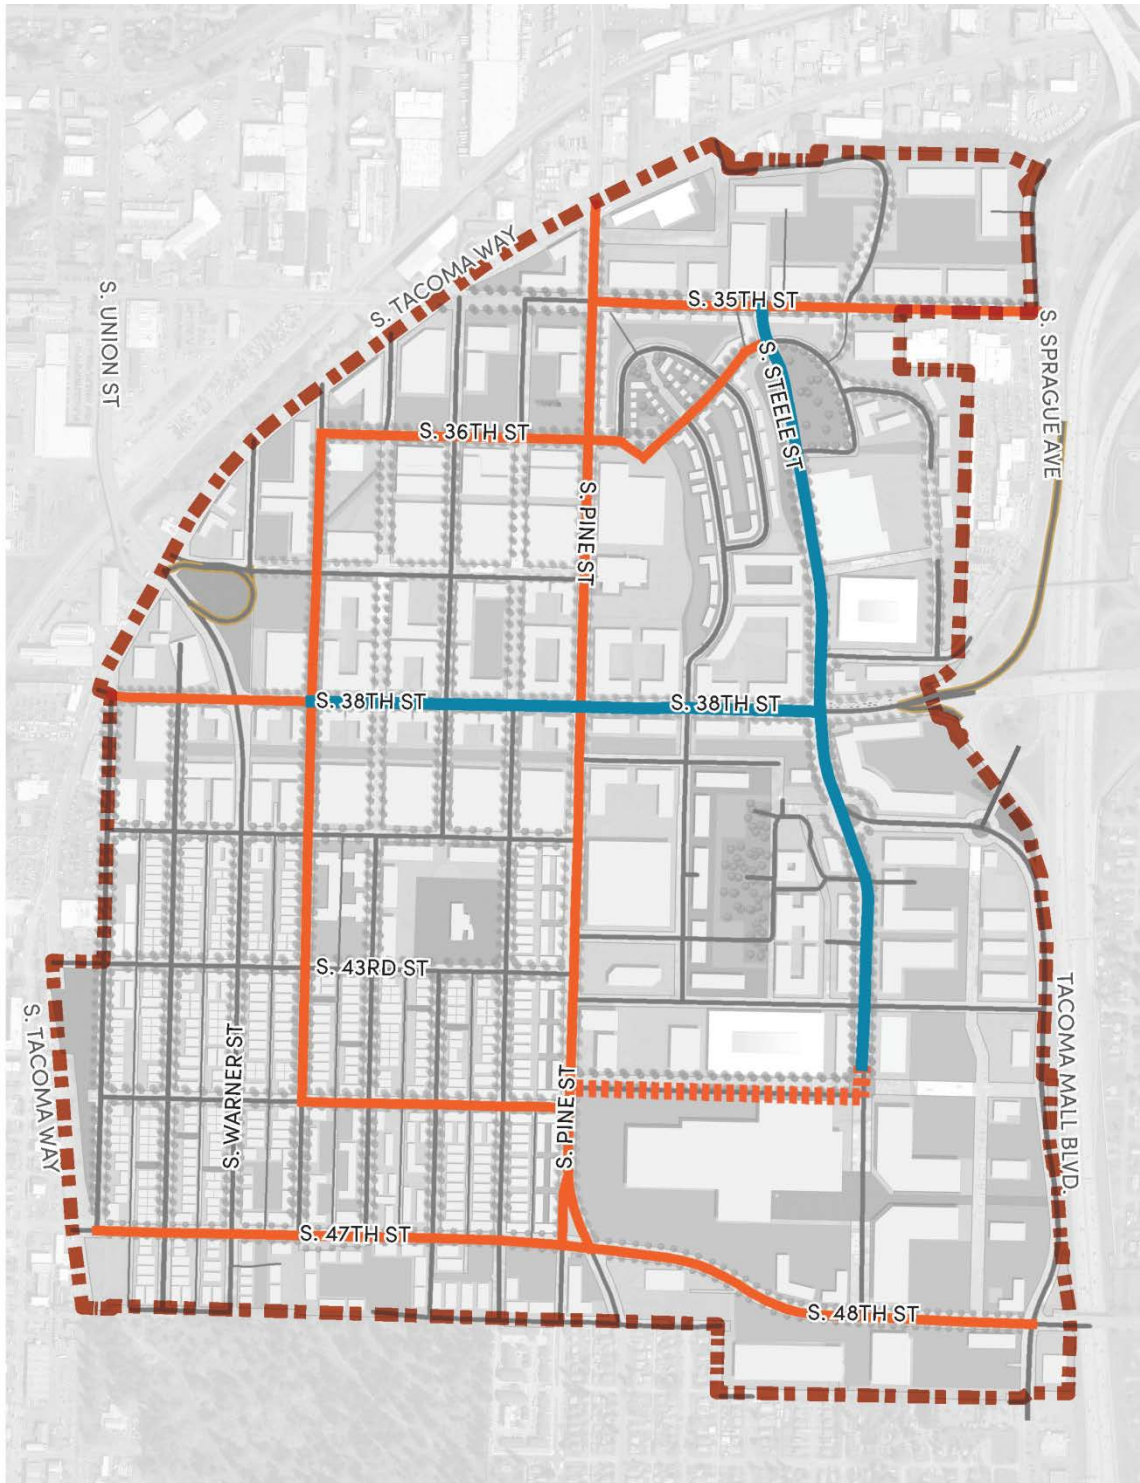 S. TACOMA WAY
S. UNION ST
S. 35TH ST
S. SPRAGUE AVE
S. STEELE ST
S. 36TH ST
S. PINE ST
S. 38TH ST
S. 38TH ST
S. 43RD ST
S. TACOMA WAY
S. WARNER ST
S. PINE ST
TACOMA MALL BLVD.
S. 47TH ST
S. 48TH ST